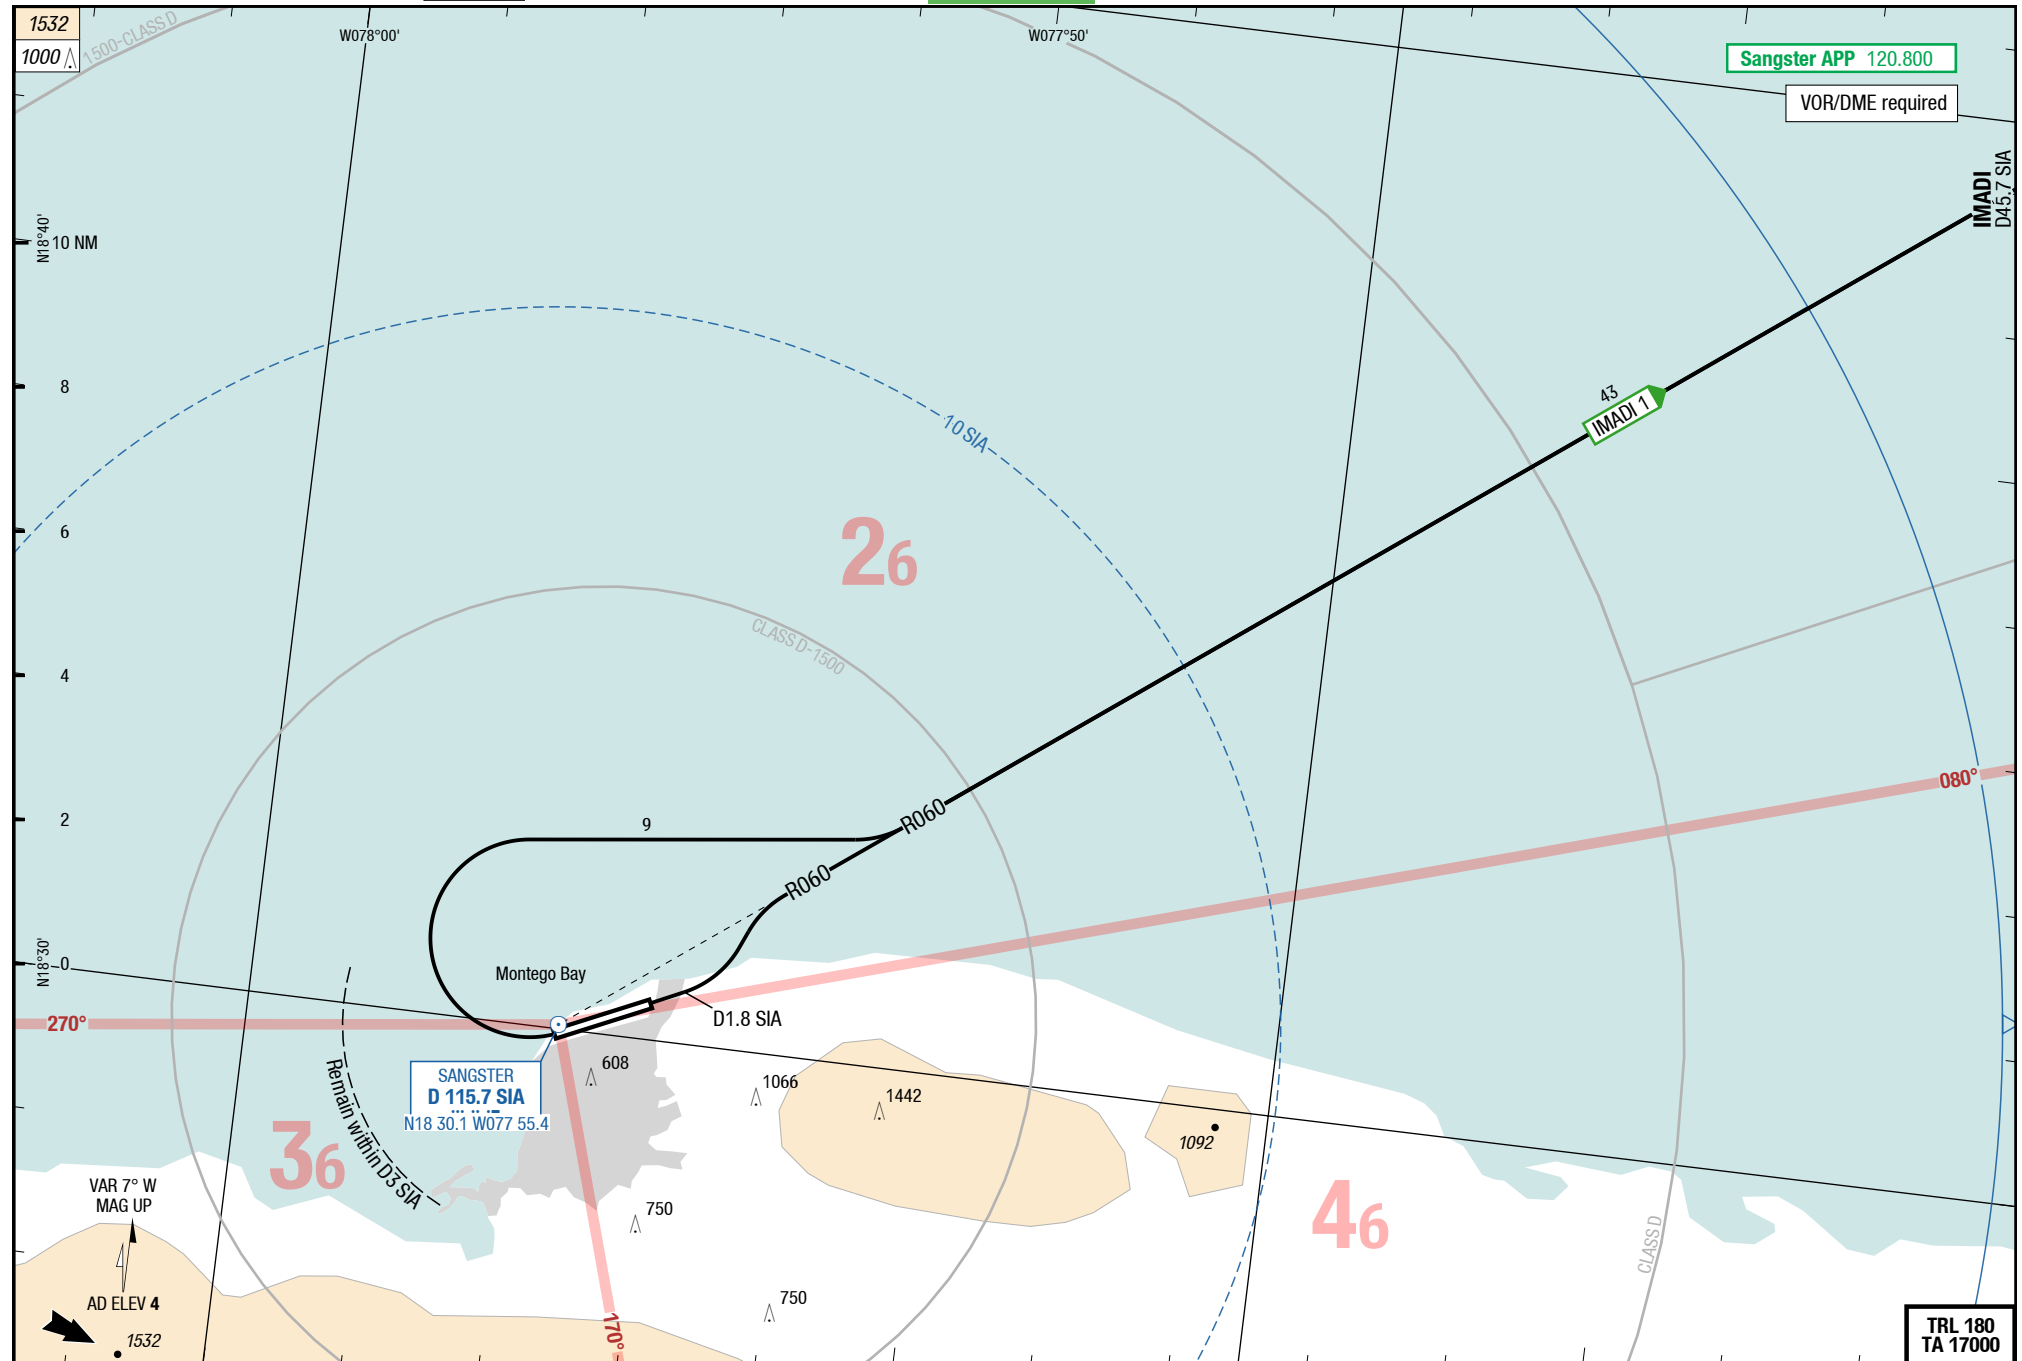 1532
1000
1500-CLASS D
W078°00'
W077°50'
Sangster APP 120.800
VOR/DME required
IMADI
D45.7 SIA
N18°40'
10 NM
8
6
4
2
0
N18°30'
10 SIA
43
IMADI 1
26
CLASS D-1500
080°
R060
R060
9
Montego Bay
D1.8 SIA
270°
SANGSTER
D 115.7 SIA
N18 30.1 W077 55.4
608
1066
1442
1092
Remain within D3 SIA
36
46
VAR 7° W
MAG UP
750
750
CLASS D
AD ELEV 4
1532
170°
TRL 180
TA 17000